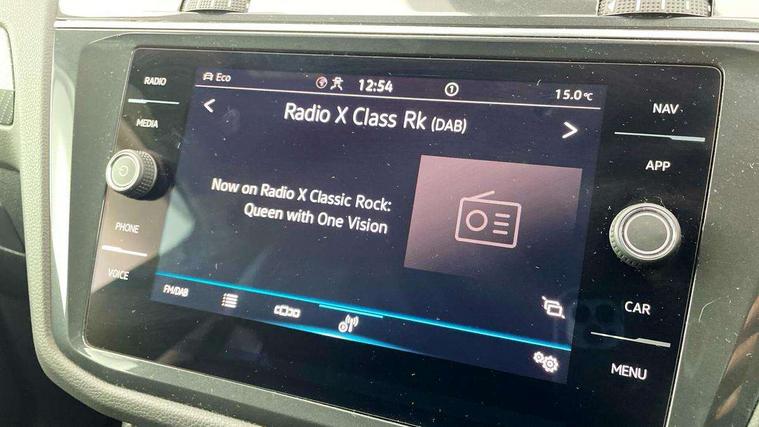 RADIO
MEDIA
PHONE
VOICE
Eco
12:54
1
15.0 °C
Radio X Class Rk (DAB)
Now on Radio X Classic Rock:
Queen with One Vision
FM/DAB
NAV
APP
CAR
MENU